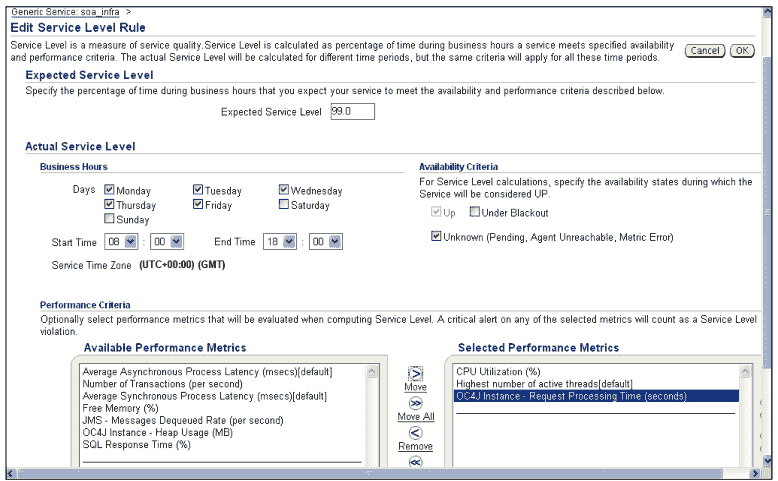 Generic Service: soa_infra >
Edit Service Level Rule
Service Level is a measure of service quality.Service Level is calculated as percentage of time during business hours a service meets specified availability
and performance criteria. The actual Service Level will be calculated for different time periods, but the same criteria will apply for all these time periods.
Cancel OK
Expected Service Level
Specify the percentage of time during business hours that you expect your service to meet the availability and performance criteria described below.
Expected Service Level 99.0
Actual Service Level
Business Hours
Days Monday Tuesday Wednesday
Thursday Friday Saturday
Sunday
Start Time 08 : 00 End Time 18 : 00
Service Time Zone (UTC+00:00) (GMT)
Availability Criteria
For Service Level calculations, specify the availability states during which the
Service will be considered UP.
Up Under Blackout
Unknown (Pending, Agent Unreachable, Metric Error)
Performance Criteria
Optionally select performance metrics that will be evaluated when computing Service Level. A critical alert on any of the selected metrics will count as a Service Level
violation.
Available Performance Metrics
Average Asynchronous Process Latency (msecs)[default]
Number of Transactions (per second)
Average Synchronous Process Latency (msecs)[default]
Free Memory (%)
JMS - Messages Dequeued Rate (per second)
OC4J Instance - Heap Usage (MB)
SQL Response Time (%)
Move
Move All
Remove
Selected Performance Metrics
CPU Utilization (%)
Highest number of active threads[default]
OC4J Instance - Request Processing Time (seconds)